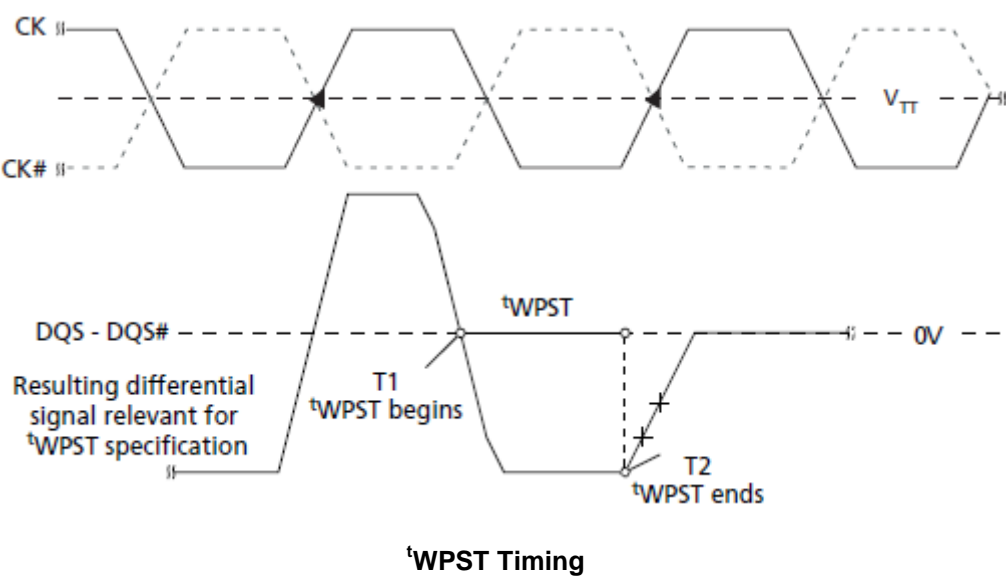 CK
V_TT
CK#
tWPST
DQS - DQS#
0V
T1
tWPST begins
Resulting differential
signal relevant for
tWPST specification
T2
tWPST ends
tWPST Timing